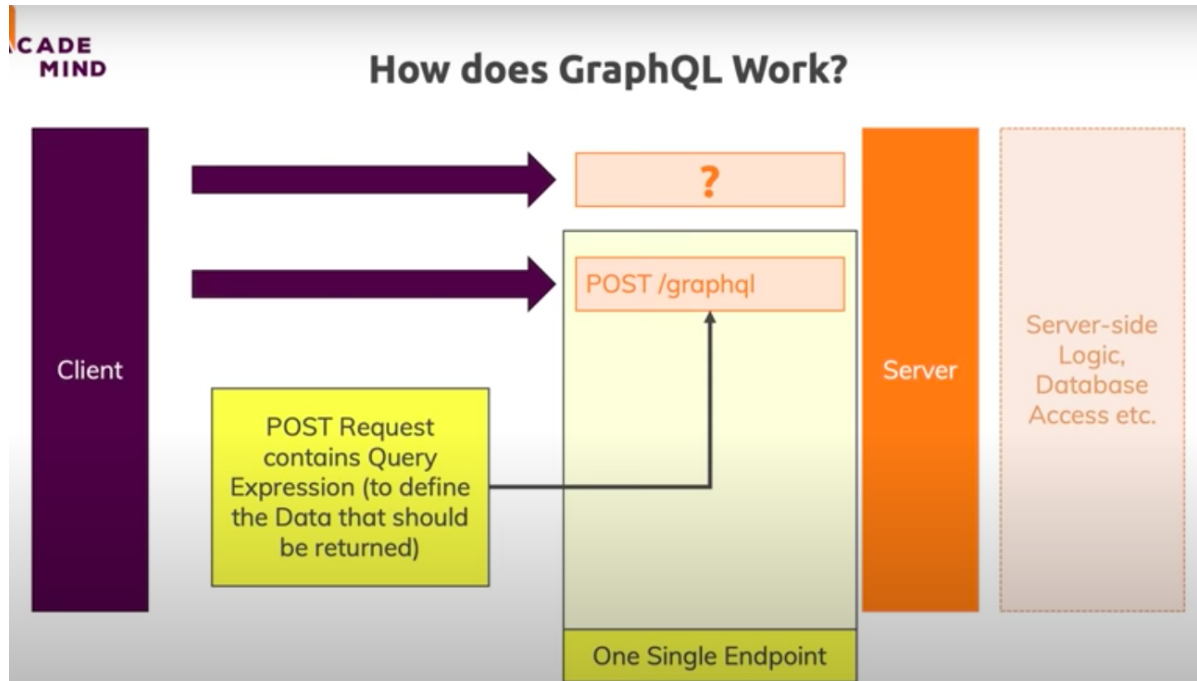 CADE
MIND
How does GraphQL Work?
?
POST /graphql
Client
POST Request
contains Query
Expression (to define
the Data that should
be returned)
Server
Server-side
Logic,
Database
Access etc.
One Single Endpoint